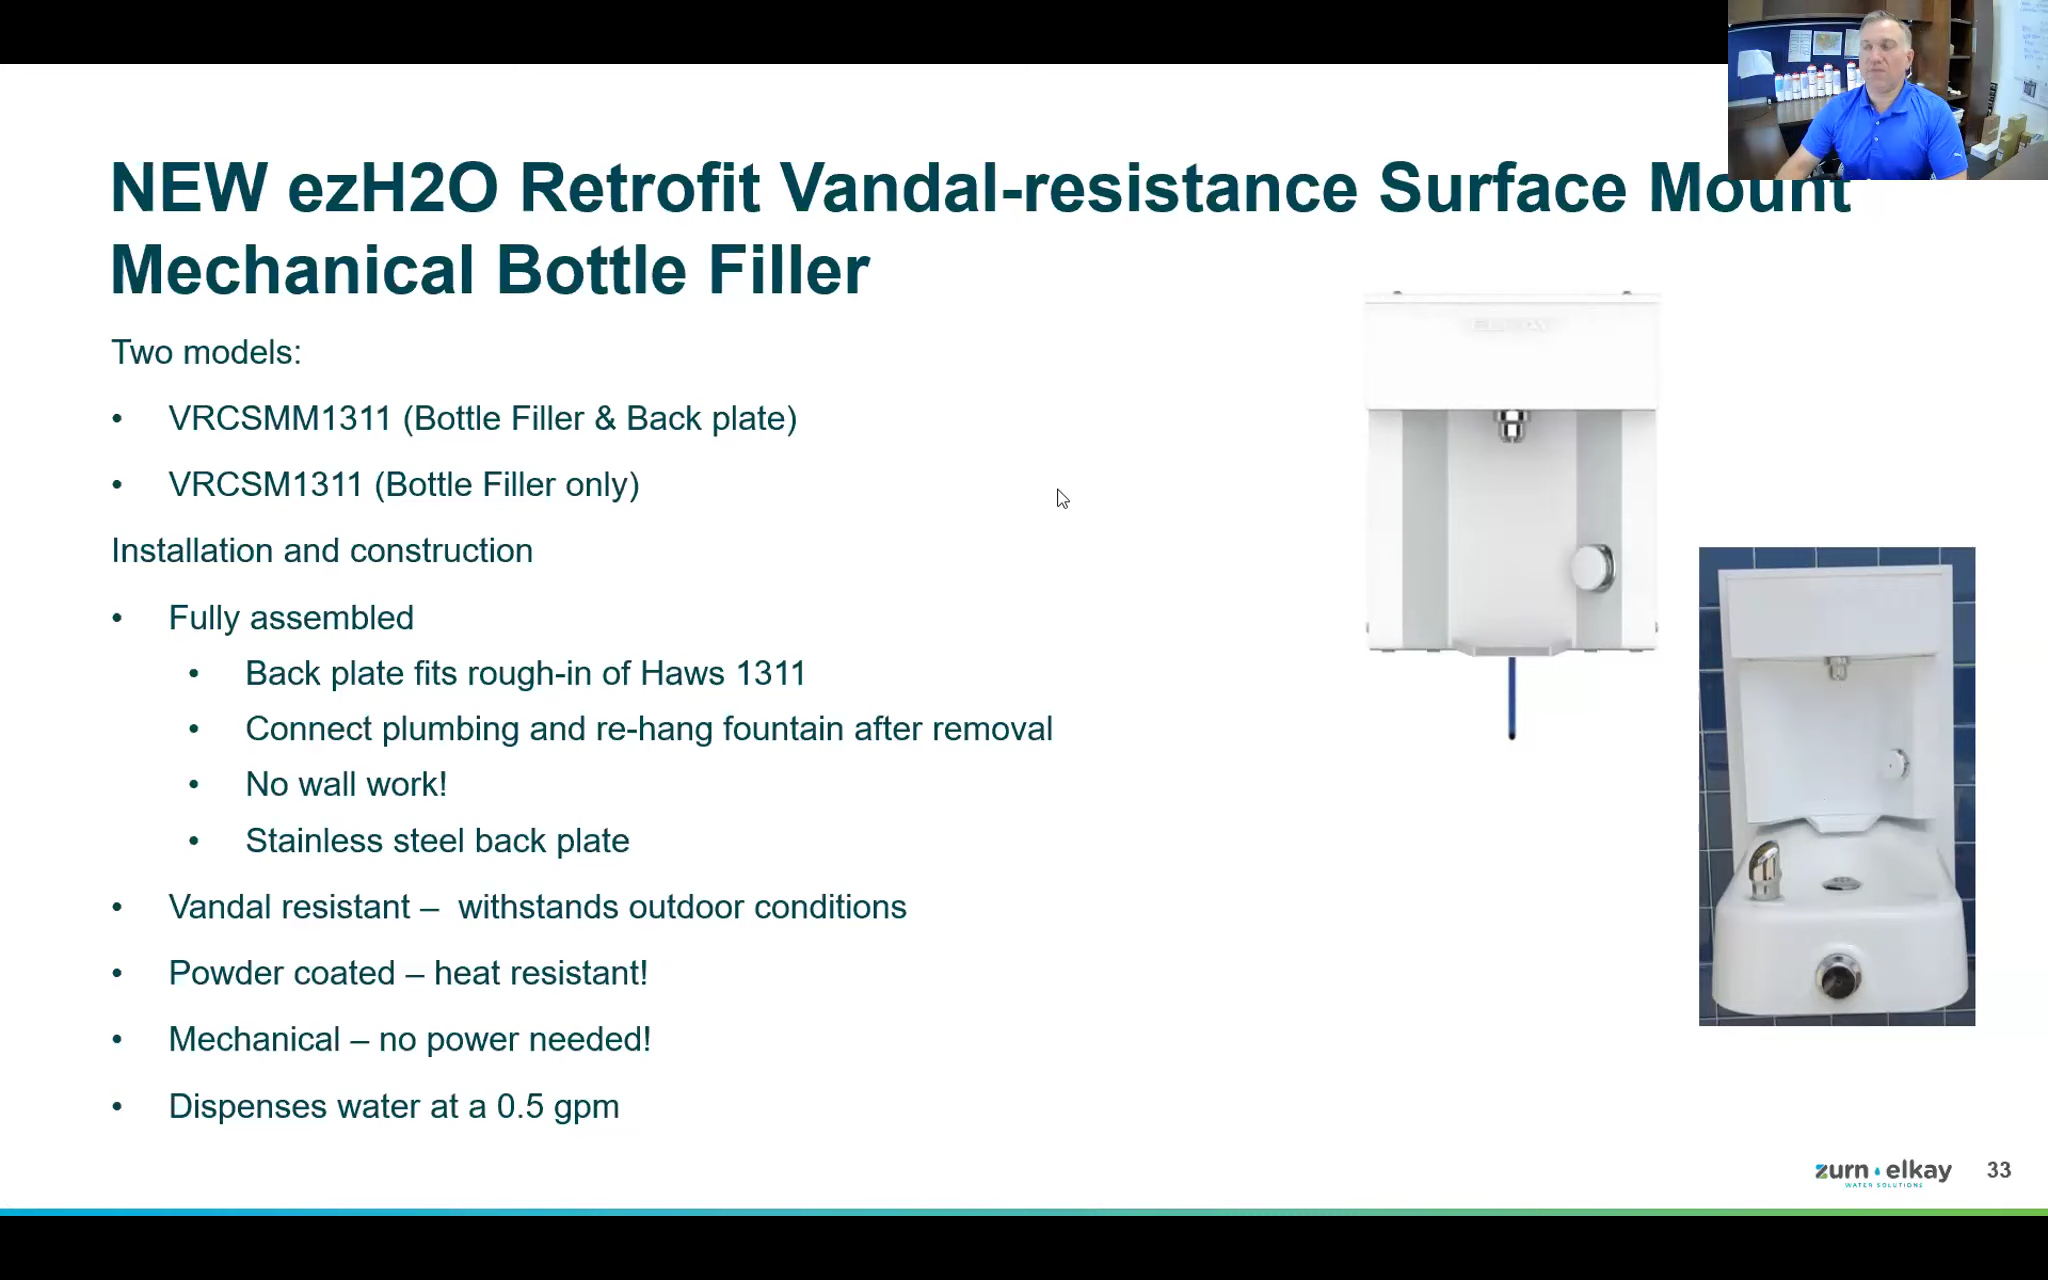 NEW ezH2O Retrofit Vandal-resistance Surface Mount
Mechanical Bottle Filler
Two models:
• VRCSMM1311 (Bottle Filler & Back plate)
• VRCSM1311 (Bottle Filler only)
Installation and construction
• Fully assembled
• Back plate fits rough-in of Haws 1311
• Connect plumbing and re-hang fountain after removal
• No wall work!
• Stainless steel back plate
• Vandal resistant – withstands outdoor conditions
• Powder coated – heat resistant!
• Mechanical – no power needed!
• Dispenses water at a 0.5 gpm
ELKAY
zurn elkay
WATER SOLUTIONS
33